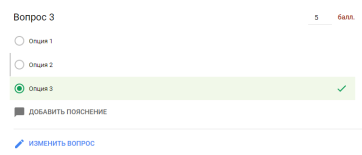 Вопрос 3
5 балл.
Опция 1
Опция 2
Опция 3
ДОБАВИТЬ ПОЯСНЕНИЕ
ИЗМЕНИТЬ ВОПРОС